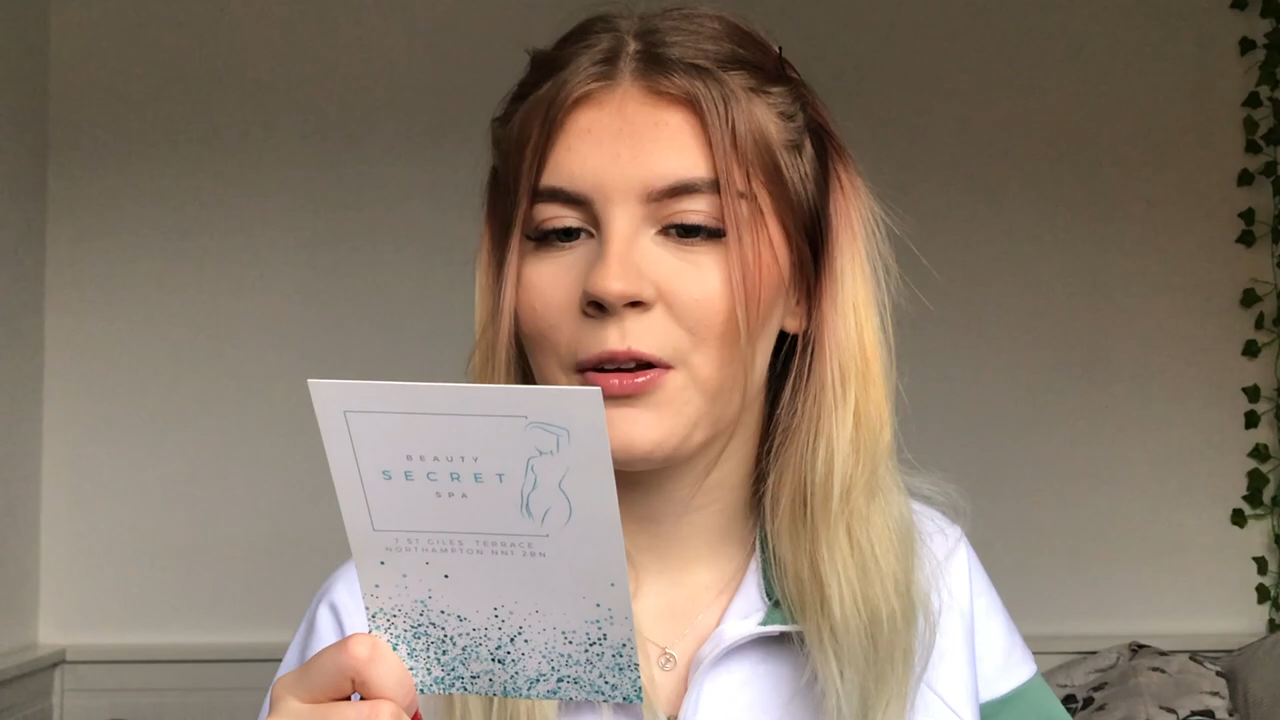 BEAUTY
SECRET
SPA
7 ST GILES' TERRACE
NORTHAMPTON NN1 2BN